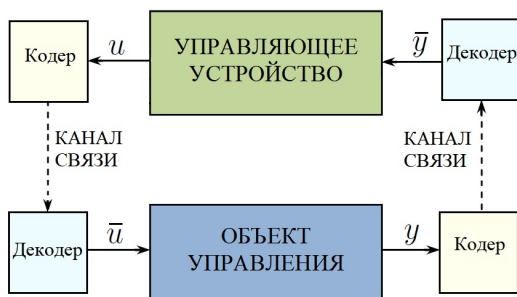 Кодер
u
УПРАВЛЯЮЩЕЕ
УСТРОЙСТВО
y̅
Декодер
КАНАЛ
СВЯЗИ
КАНАЛ
СВЯЗИ
Декодер
u̅
ОБЪЕКТ
УПРАВЛЕНИЯ
y
Кодер